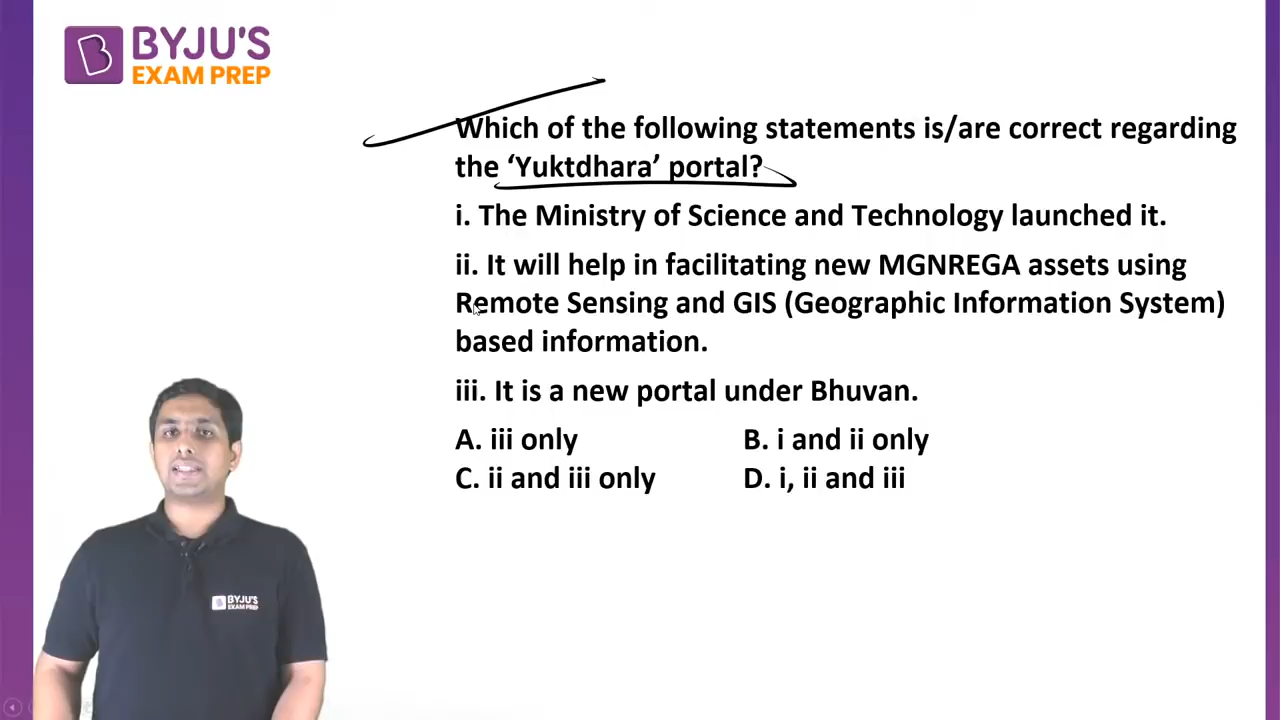 BYJU'S
EXAM PREP
Which of the following statements is/are correct regarding
the ‘Yuktdhara’ portal?
i. The Ministry of Science and Technology launched it.
ii. It will help in facilitating new MGNREGA assets using
Remote Sensing and GIS (Geographic Information System)
based information.
iii. It is a new portal under Bhuvan.
A. iii only B. i and ii only
C. ii and iii only D. i, ii and iii
BYJU'S
EXAM PREP